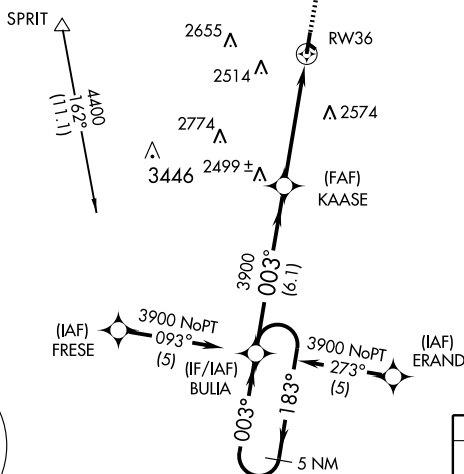 SPRIT
2655
RW36
2514
4400
162°
(11.1)
2574
2774
3446
2499 ±
(FAF)
KAASE
3900
003°
(6.1)
(IAF)
FRESE
3900 NoPT
093°
(5)
(IF/IAF)
BULIA
3900 NoPT
273°
(5)
(IAF)
ERAND
003°
183°
5 NM